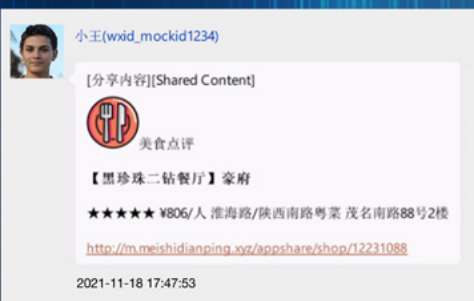 小王(wxid_mockid1234)
[分享内容][Shared Content]
美食点评
【黑珍珠二钻餐厅】豪府
★★★★★ ¥806/人 淮海路/陕西南路粤菜 茂名南路88号2楼
http://m.meishidianping.xyz/appshare/shop/12231088
2021-11-18 17:47:53